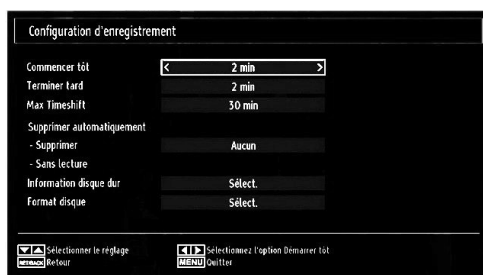 Configuration d'enregistrement
Commencer tôt < 2 min >
Terminer tard 2 min
Max Timeshift 30 min
Supprimer automatiquement
- Supprimer Aucun
- Sans lecture
Information disque dur Sélect.
Format disque Sélect.
Sélectionner le réglage Sélectionnez l'option Démarrer tôt
Retour MENU Quitter